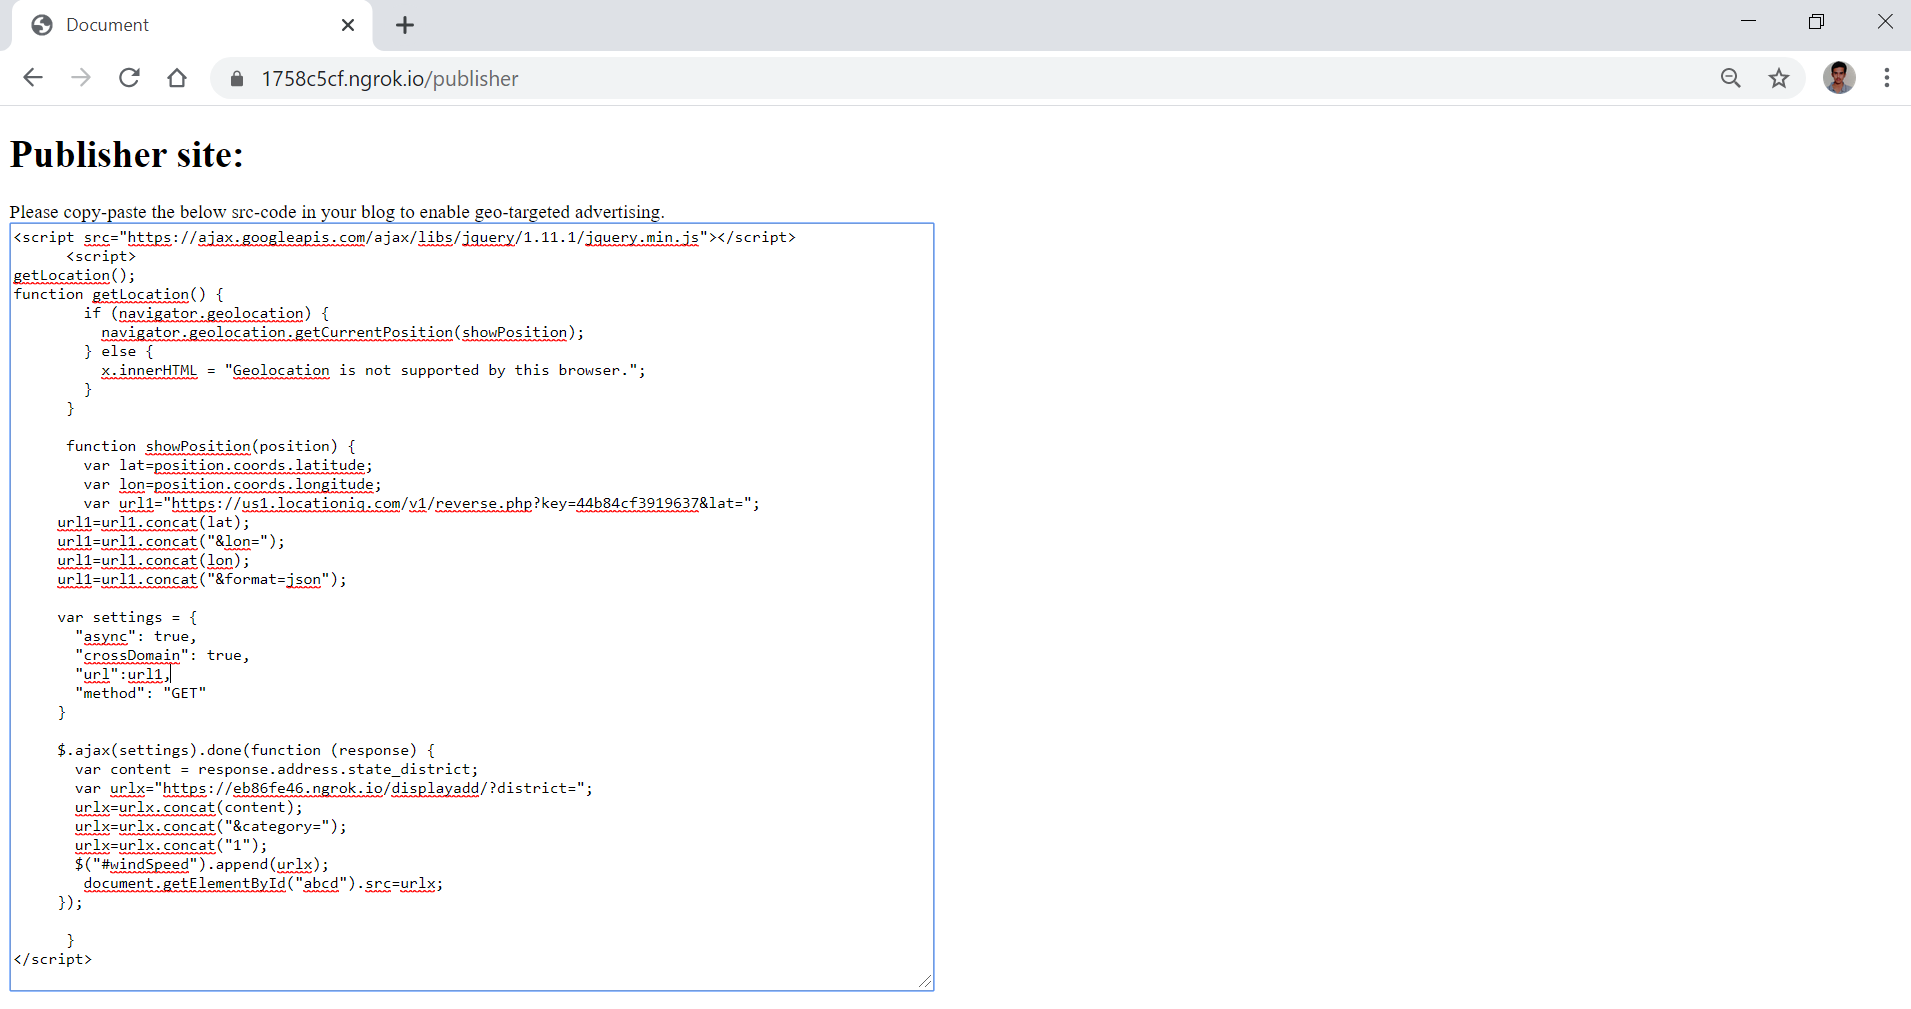 Document
1758c5cf.ngrok.io/publisher
Publisher site:
Please copy-paste the below src-code in your blog to enable geo-targeted advertising.
<script src="https://ajax.googleapis.com/ajax/libs/jquery/1.11.1/jquery.min.js"></script>
      <script>
getLocation();
function getLocation() {
        if (navigator.geolocation) {
          navigator.geolocation.getCurrentPosition(showPosition);
        } else {
          x.innerHTML = "Geolocation is not supported by this browser.";
        }
      }
      function showPosition(position) {
        var lat=position.coords.latitude;
        var lon=position.coords.longitude;
        var url1="https://us1.locationiq.com/v1/reverse.php?key=44b84cf3919637&lat=";
     url1=url1.concat(lat);
     url1=url1.concat("&lon=");
     url1=url1.concat(lon);
     url1=url1.concat("&format=json");
     var settings = {
       "async": true,
       "crossDomain": true,
       "url":url1,
       "method": "GET"
     }
     $.ajax(settings).done(function (response) {
       var content = response.address.state_district;
       var urlx="https://eb86fe46.ngrok.io/displayadd/?district=";
       urlx=urlx.concat(content);
       urlx=urlx.concat("&category=");
       urlx=urlx.concat("1");
       $("#windSpeed").append(urlx);
        document.getElementById("abcd").src=urlx;
     });
      }
</script>